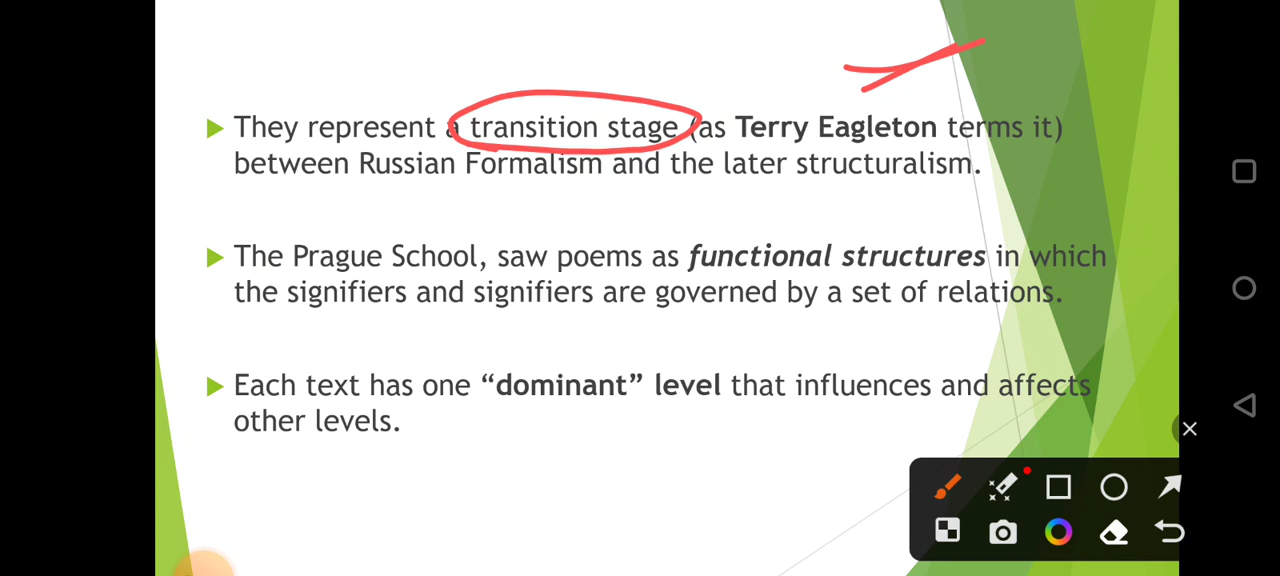 They represent a transition stage (as Terry Eagleton terms it)
between Russian Formalism and the later structuralism.
The Prague School, saw poems as functional structures in which
the signifiers and signifiers are governed by a set of relations.
Each text has one “dominant” level that influences and affects
other levels.